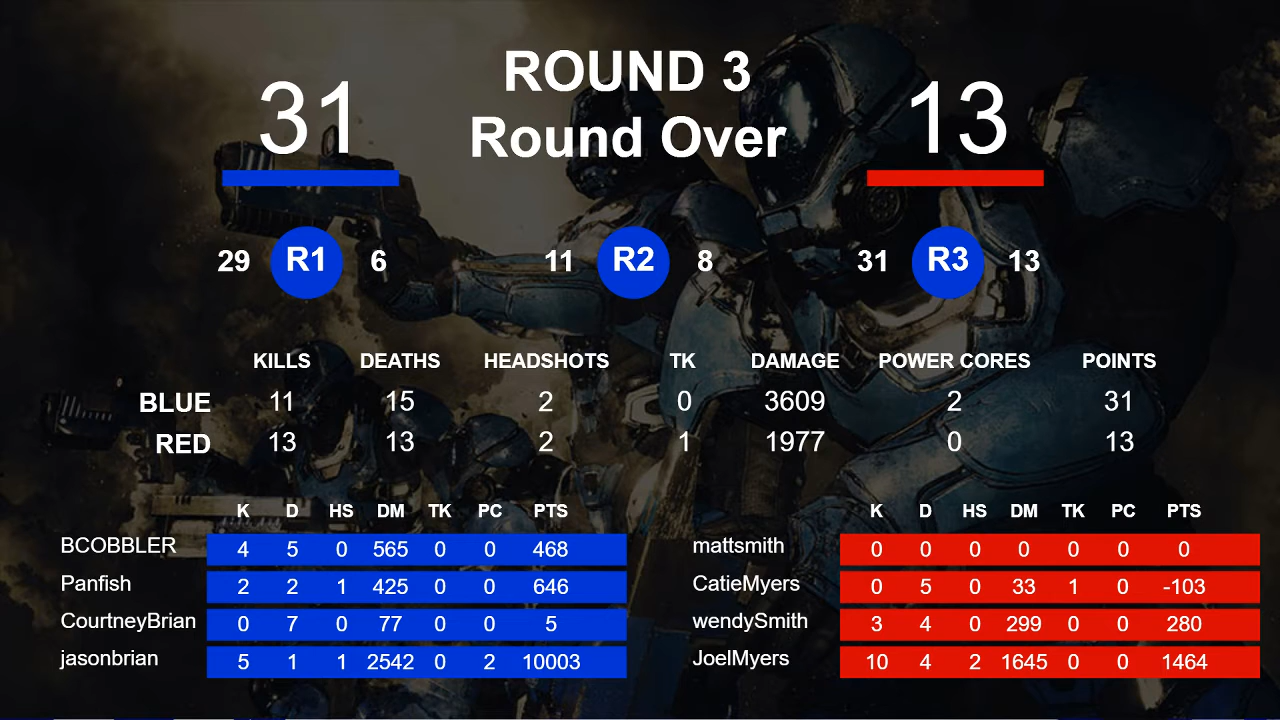 ROUND 3
Round Over
31 13
29 R1 6 11 R2 8 31 R3 13
KILLS DEATHS HEADSHOTS TK DAMAGE POWER CORES POINTS
BLUE 11 15 2 0 3609 2 31
RED 13 13 2 1 1977 0 13
K D HS DM TK PC PTS
BCOBBLER 4 5 0 565 0 0 468
Panfish 2 2 1 425 0 0 646
CourtneyBrian 0 7 0 77 0 0 5
jasonbrian 5 1 1 2542 0 2 10003
K D HS DM TK PC PTS
mattsmith 0 0 0 0 0 0 0
CatieMyers 0 5 0 33 1 0 -103
wendySmith 3 4 0 299 0 0 280
JoelMyers 10 4 2 1645 0 0 1464